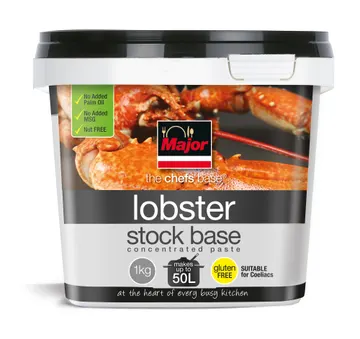 No Added
Palm Oil
No Added
MSG
Nut FREE
Major
the chefs base
lobster
stock base
concentrated paste
1kg
makes
up to
50L
gluten
FREE
SUITABLE
for Coeliacs
at the heart of every busy kitchen